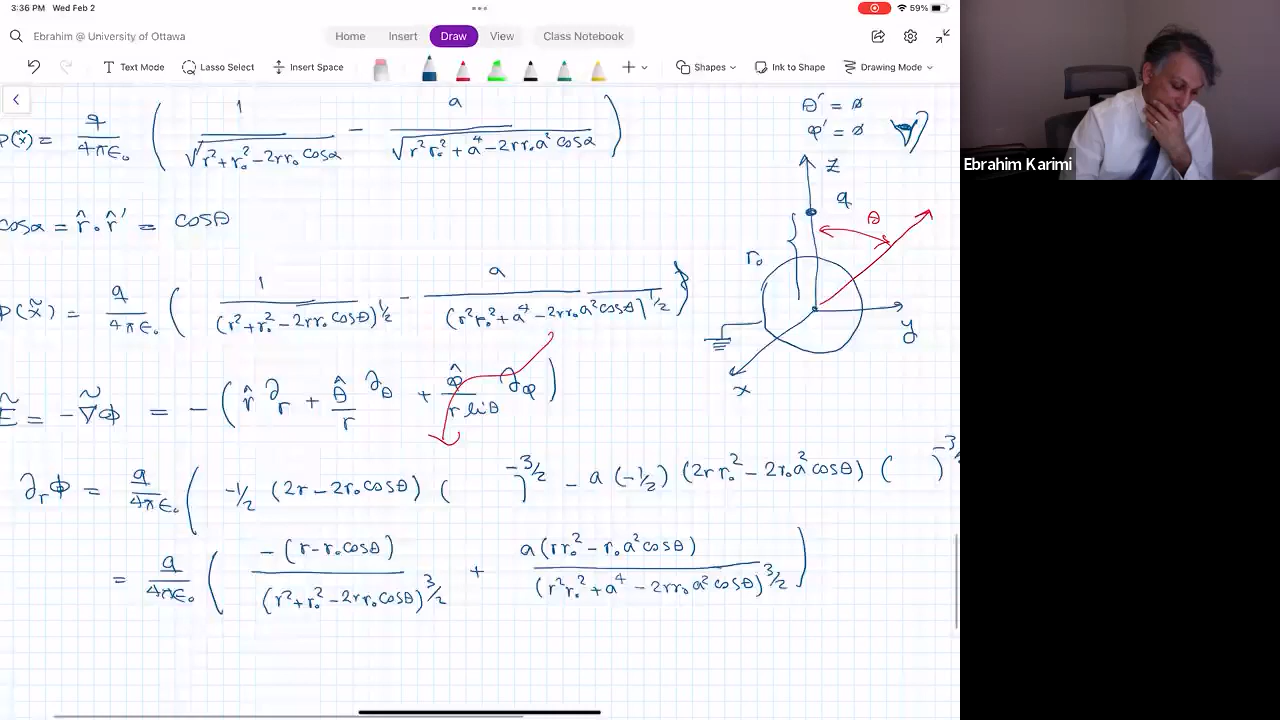 3:36 PM Wed Feb 2
59%
Ebrahim @ University of Ottawa
Home Insert Draw View Class Notebook
Text Mode Lasso Select Insert Space Shapes Ink to Shape Drawing Mode
Φ(x̃) = q/4πε₀ ( 1/√(r² + r₀² − 2rr₀ cosα) − a/√(r²r₀² + a⁴ − 2rr₀a² cosα) )
θ' = ø
φ' = ø
z
q
θ
r₀
y
x
cosα = r̂ · r̂' = cosθ
Φ(x̃) = q/4πε₀ ( 1/(r² + r₀² − 2rr₀ cosθ)^1/2 − a/(r²r₀² + a⁴ − 2rr₀a² cosθ)^1/2 )
Ẽ = −∇̃Φ = −( r̂ ∂r + θ̂/r ∂θ + φ̂/(r sinθ) ∂φ )
∂rΦ = q/4πε₀ ( −1/2 (2r − 2r₀ cosθ) ( )^−3/2 − a (−1/2) (2r r₀² − 2r₀a² cosθ) ( )^−3/2
= q/4πε₀ ( −(r − r₀ cosθ)/(r² + r₀² − 2rr₀ cosθ)^3/2 + a(rr₀² − r₀a² cosθ)/(r²r₀² + a⁴ − 2rr₀a² cosθ)^3/2 )
Ebrahim Karimi